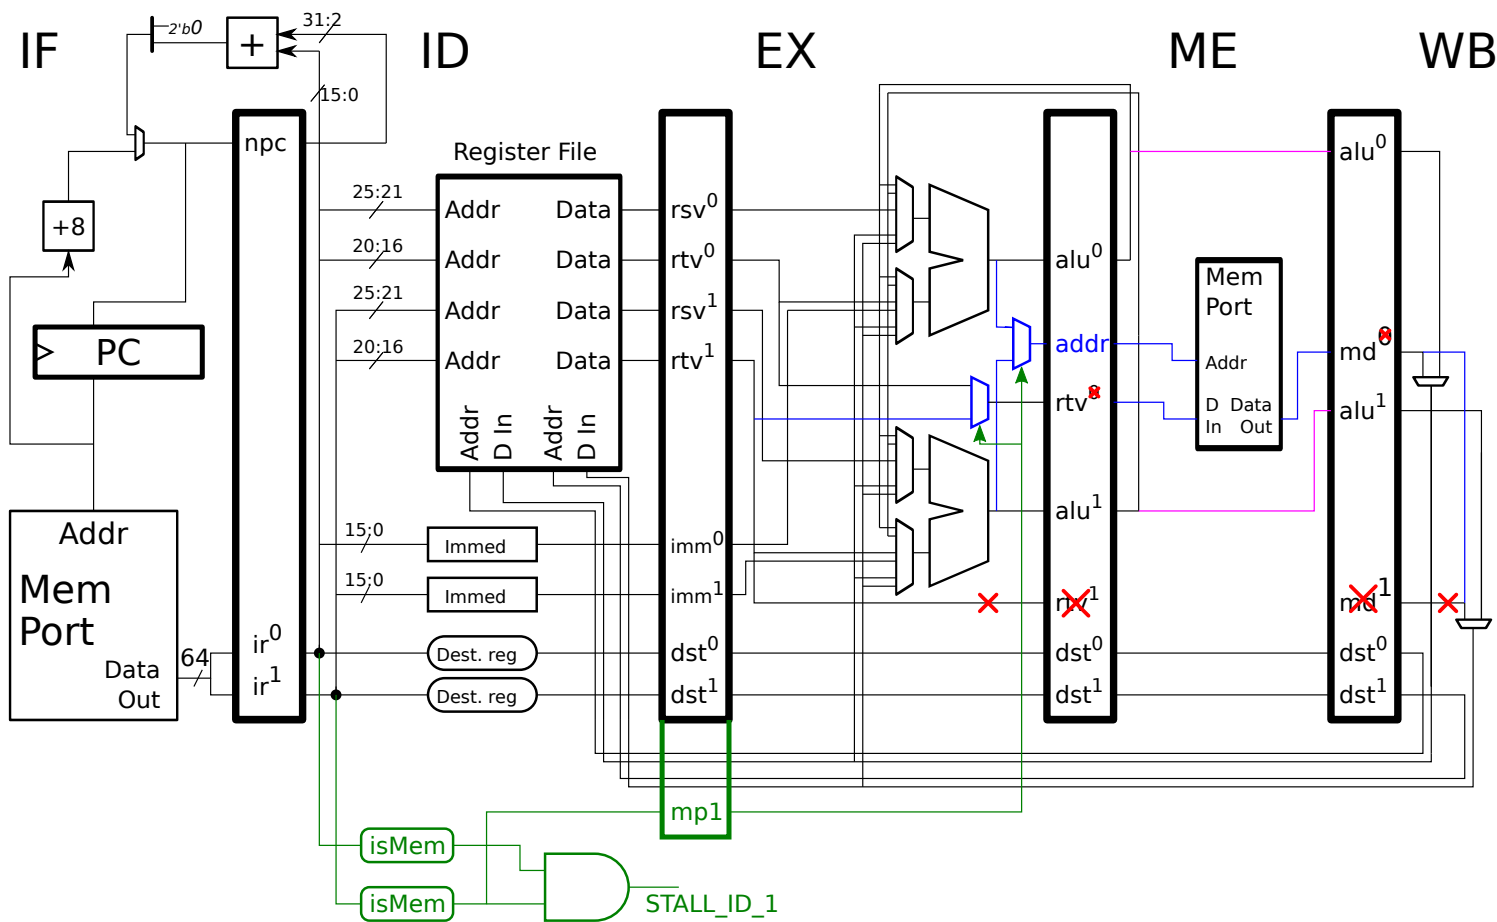 IF
ID
EX
ME
WB
2'b0
+
31:2
15:0
npc
+8
PC
Addr
Mem
Port
Data
Out
64
ir0
ir1
Register File
25:21
20:16
25:21
20:16
Addr
Data
Addr
Data
Addr
Data
Addr
Data
Addr
D In
Addr
D In
15:0
Immed
15:0
Immed
Dest. reg
Dest. reg
rsv0
rtv0
rsv1
rtv1
imm0
imm1
dst0
dst1
mp1
isMem
isMem
STALL_ID_1
alu0
addr
rtv0
alu1
rtv1
dst0
dst1
Mem
Port
Addr
D
In
Data
Out
alu0
md0
alu1
md1
dst0
dst1